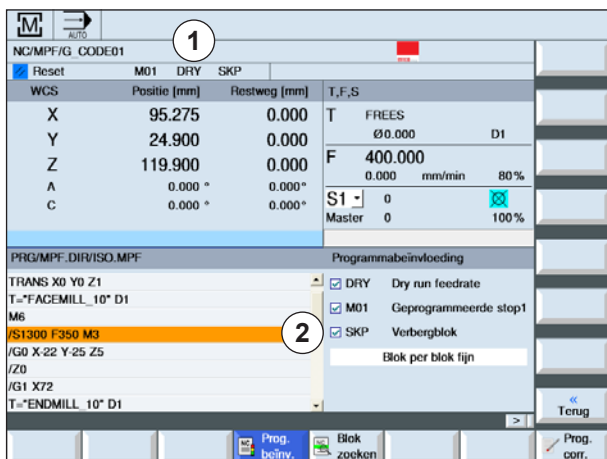 M
AUTO
1
NC/MPF/G_CODE01
Reset M01 DRY SKP
WCS Positie [mm] Restweg [mm] T,F,S
X 95.275 0.000 T FREES
Ø0.000 D1
Y 24.900 0.000
Z 119.900 0.000 F 400.000
0.000 mm/min 80%
A 0.000 ° 0.000°
C 0.000 ° 0.000°
S1 0
Master 0 100%
PRG/MPF.DIR/ISO.MPF Programmabeïnvloeding
TRANS X0 Y0 Z1
T="FACEMILL_10" D1
M6
/S1300 F350 M3
/G0 X-22 Y-25 Z5
/Z0
/G1 X72
T="ENDMILL_10" D1
2
DRY Dry run feedrate
M01 Geprogrammeerde stop1
SKP Verbergblok
Blok per blok fijn
«
Terug
>
NC Prog.
beïnv.
NC Blok
zoeken
Prog.
corr.